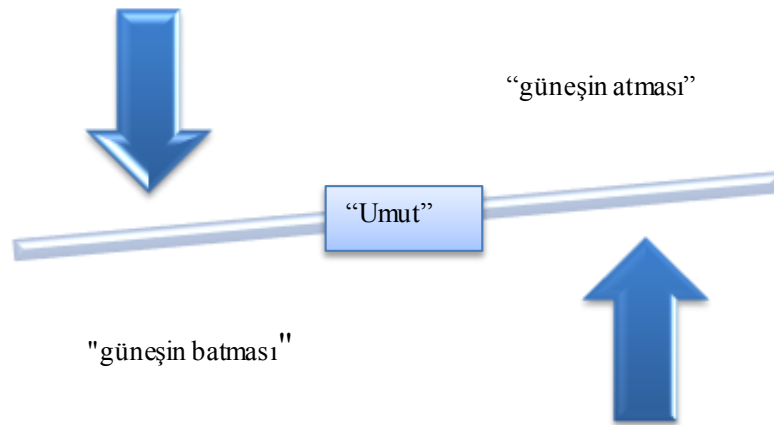 “güneşin atması”
“Umut”
"güneşin batması"